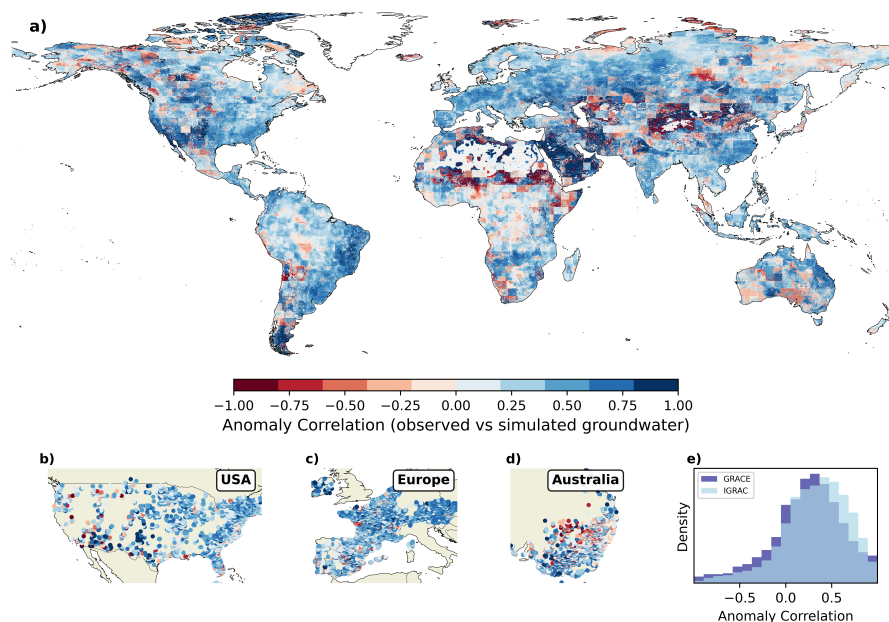 a)
−1.00 −0.75 −0.50 −0.25 0.00 0.25 0.50 0.75 1.00
Anomaly Correlation (observed vs simulated groundwater)
b)
USA
c)
Europe
d)
Australia
e)
GRACE
IGRAC
Density
−0.5 0.0 0.5
Anomaly Correlation